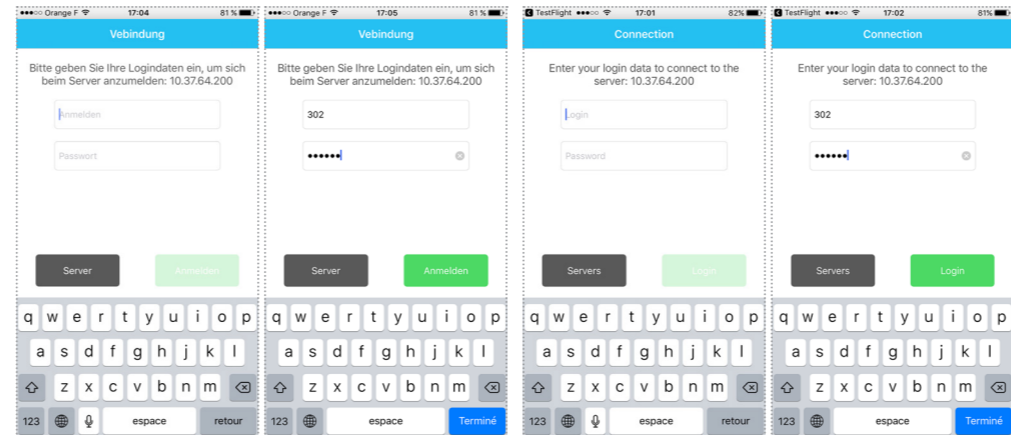 Orange F 17:04 81 %
Vebindung
Bitte geben Sie Ihre Logindaten ein, um sich
beim Server anzumelden: 10.37.64.200
Anmelden
Passwort
Server Anmelden
q w e r t y u i o p
a s d f g h j k l
z x c v b n m
123 espace retour
Orange F 17:05 81 %
Vebindung
Bitte geben Sie Ihre Logindaten ein, um sich
beim Server anzumelden: 10.37.64.200
302
••••••
Server Anmelden
q w e r t y u i o p
a s d f g h j k l
z x c v b n m
123 espace Terminé
TestFlight 17:01 82%
Connection
Enter your login data to connect to the
server: 10.37.64.200
Login
Password
Servers Login
q w e r t y u i o p
a s d f g h j k l
z x c v b n m
123 espace retour
TestFlight 17:02 81%
Connection
Enter your login data to connect to the
server: 10.37.64.200
302
••••••
Servers Login
q w e r t y u i o p
a s d f g h j k l
z x c v b n m
123 espace Terminé